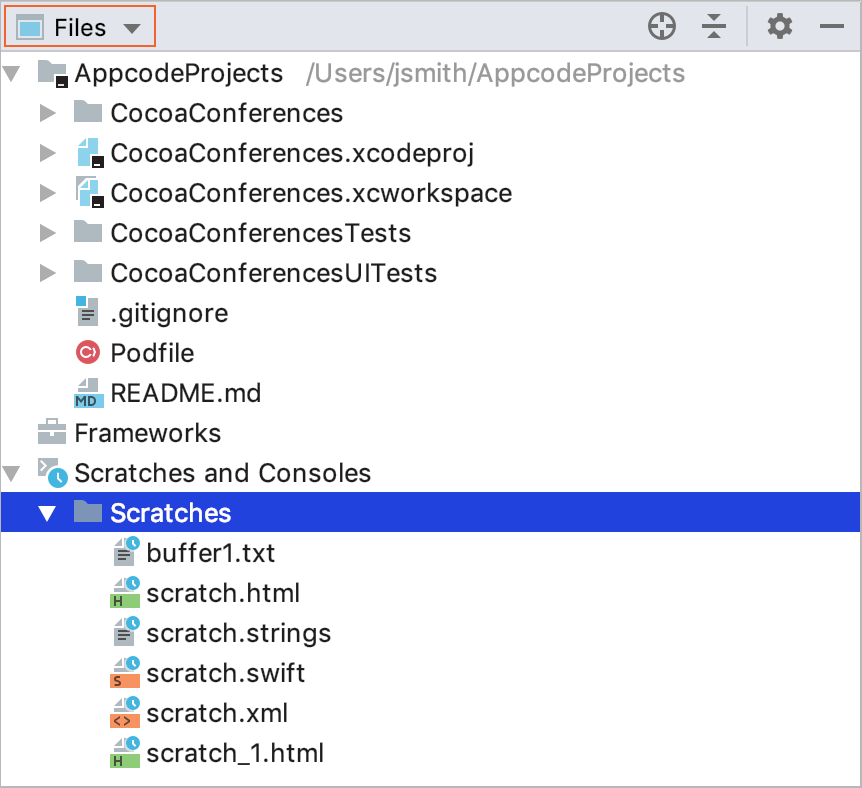 Files
AppcodeProjects /Users/jsmith/AppcodeProjects
CocoaConferences
CocoaConferences.xcodeproj
CocoaConferences.xcworkspace
CocoaConferencesTests
CocoaConferencesUITests
.gitignore
Podfile
MD README.md
Frameworks
Scratches and Consoles
Scratches
buffer1.txt
H scratch.html
scratch.strings
S scratch.swift
<> scratch.xml
H scratch_1.html